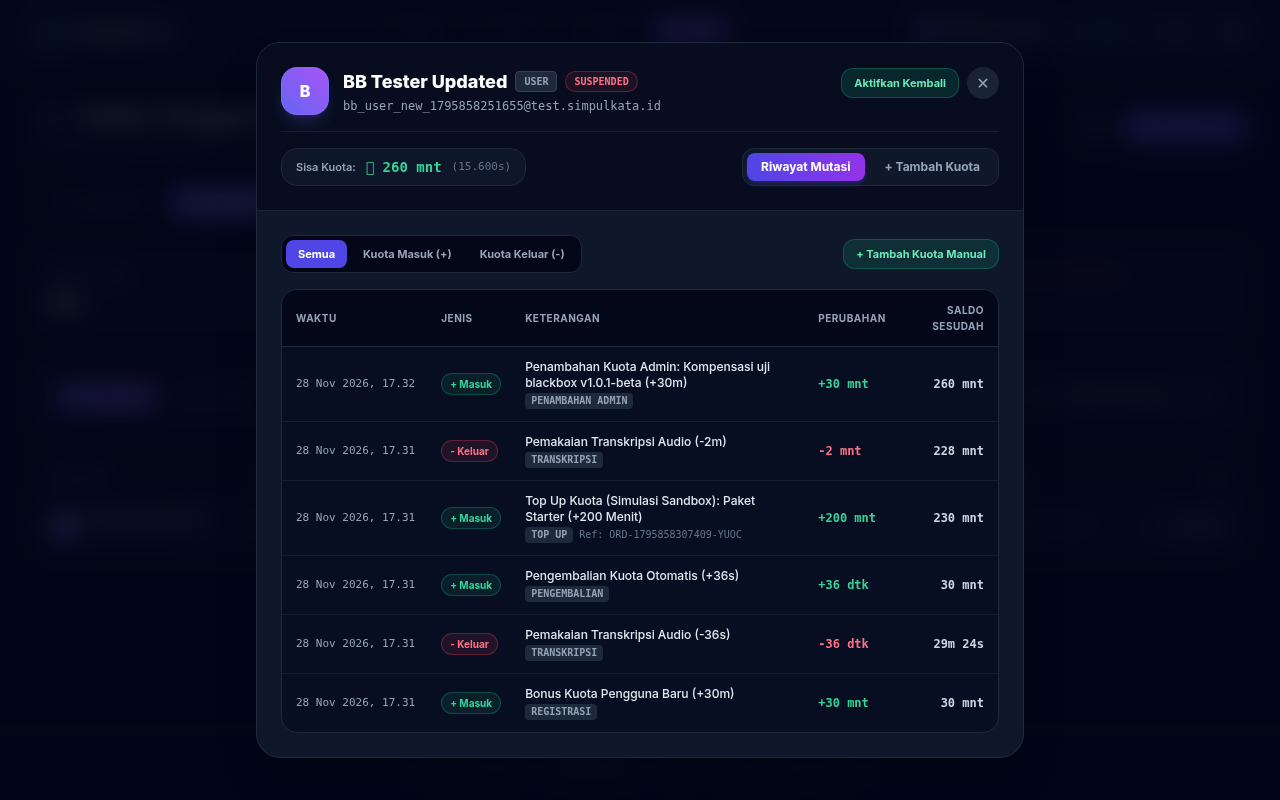 B
BB Tester Updated USER SUSPENDED
bb_user_new_1795858251655@test.simpulkata.id
Aktifkan Kembali ✕
Sisa Kuota: 260 mnt (15.600s)
Riwayat Mutasi + Tambah Kuota
Semua Kuota Masuk (+) Kuota Keluar (-)
+ Tambah Kuota Manual
WAKTU JENIS KETERANGAN PERUBAHAN SALDO
SESUDAH
28 Nov 2026, 17.32 + Masuk Penambahan Kuota Admin: Kompensasi uji
blackbox v1.0.1-beta (+30m)
PENAMBAHAN ADMIN
+30 mnt 260 mnt
28 Nov 2026, 17.31 - Keluar Pemakaian Transkripsi Audio (-2m)
TRANSKRIPSI
-2 mnt 228 mnt
28 Nov 2026, 17.31 + Masuk Top Up Kuota (Simulasi Sandbox): Paket
Starter (+200 Menit)
TOP UP Ref: ORD-1795858307409-YUOC
+200 mnt 230 mnt
28 Nov 2026, 17.31 + Masuk Pengembalian Kuota Otomatis (+36s)
PENGEMBALIAN
+36 dtk 30 mnt
28 Nov 2026, 17.31 - Keluar Pemakaian Transkripsi Audio (-36s)
TRANSKRIPSI
-36 dtk 29m 24s
28 Nov 2026, 17.31 + Masuk Bonus Kuota Pengguna Baru (+30m)
REGISTRASI
+30 mnt 30 mnt